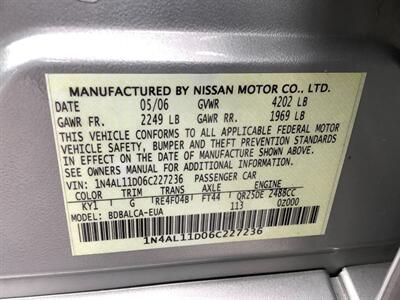 MANUFACTURED BY NISSAN MOTOR CO., LTD.
DATE 05/06 GVWR 4202 LB
GAWR FR. 2249 LB GAWR RR. 1969 LB
THIS VEHICLE CONFORMS TO ALL APPLICABLE FEDERAL MOTOR
VEHICLE SAFETY, BUMPER AND THEFT PREVENTION STANDARDS
IN EFFECT ON THE DATE OF MANUFACTURE SHOWN ABOVE.
SEE OWNERS MANUAL FOR ADDITIONAL INFORMATION.
VIN: 1N4AL11D06C227236 PASSENGER CAR
COLOR TRIM TRANS AXLE ENGINE
KY1 G RE4F04B FT44 QR25DE 2488CC
MODEL: BDBALCA-EUA 113 0Z000
1N4AL11D06C227236